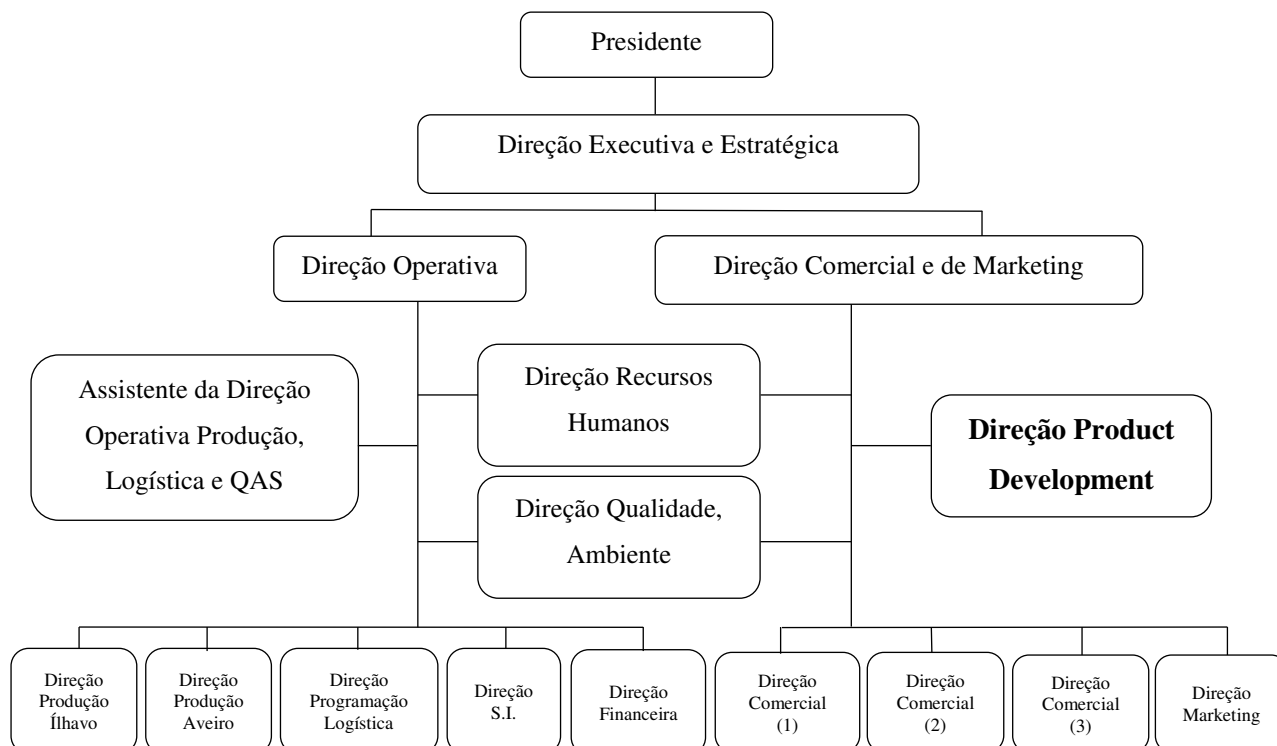 Presidente
Direção Executiva e Estratégica
Direção Operativa
Direção Comercial e de Marketing
Assistente da Direção
Operativa Produção,
Logística e QAS
Direção Recursos
Humanos
Direção Product
Development
Direção Qualidade,
Ambiente
Direção
Produção
Ílhavo
Direção
Produção
Aveiro
Direção
Programação
Logística
Direção
S.I.
Direção
Financeira
Direção
Comercial
(1)
Direção
Comercial
(2)
Direção
Comercial
(3)
Direção
Marketing